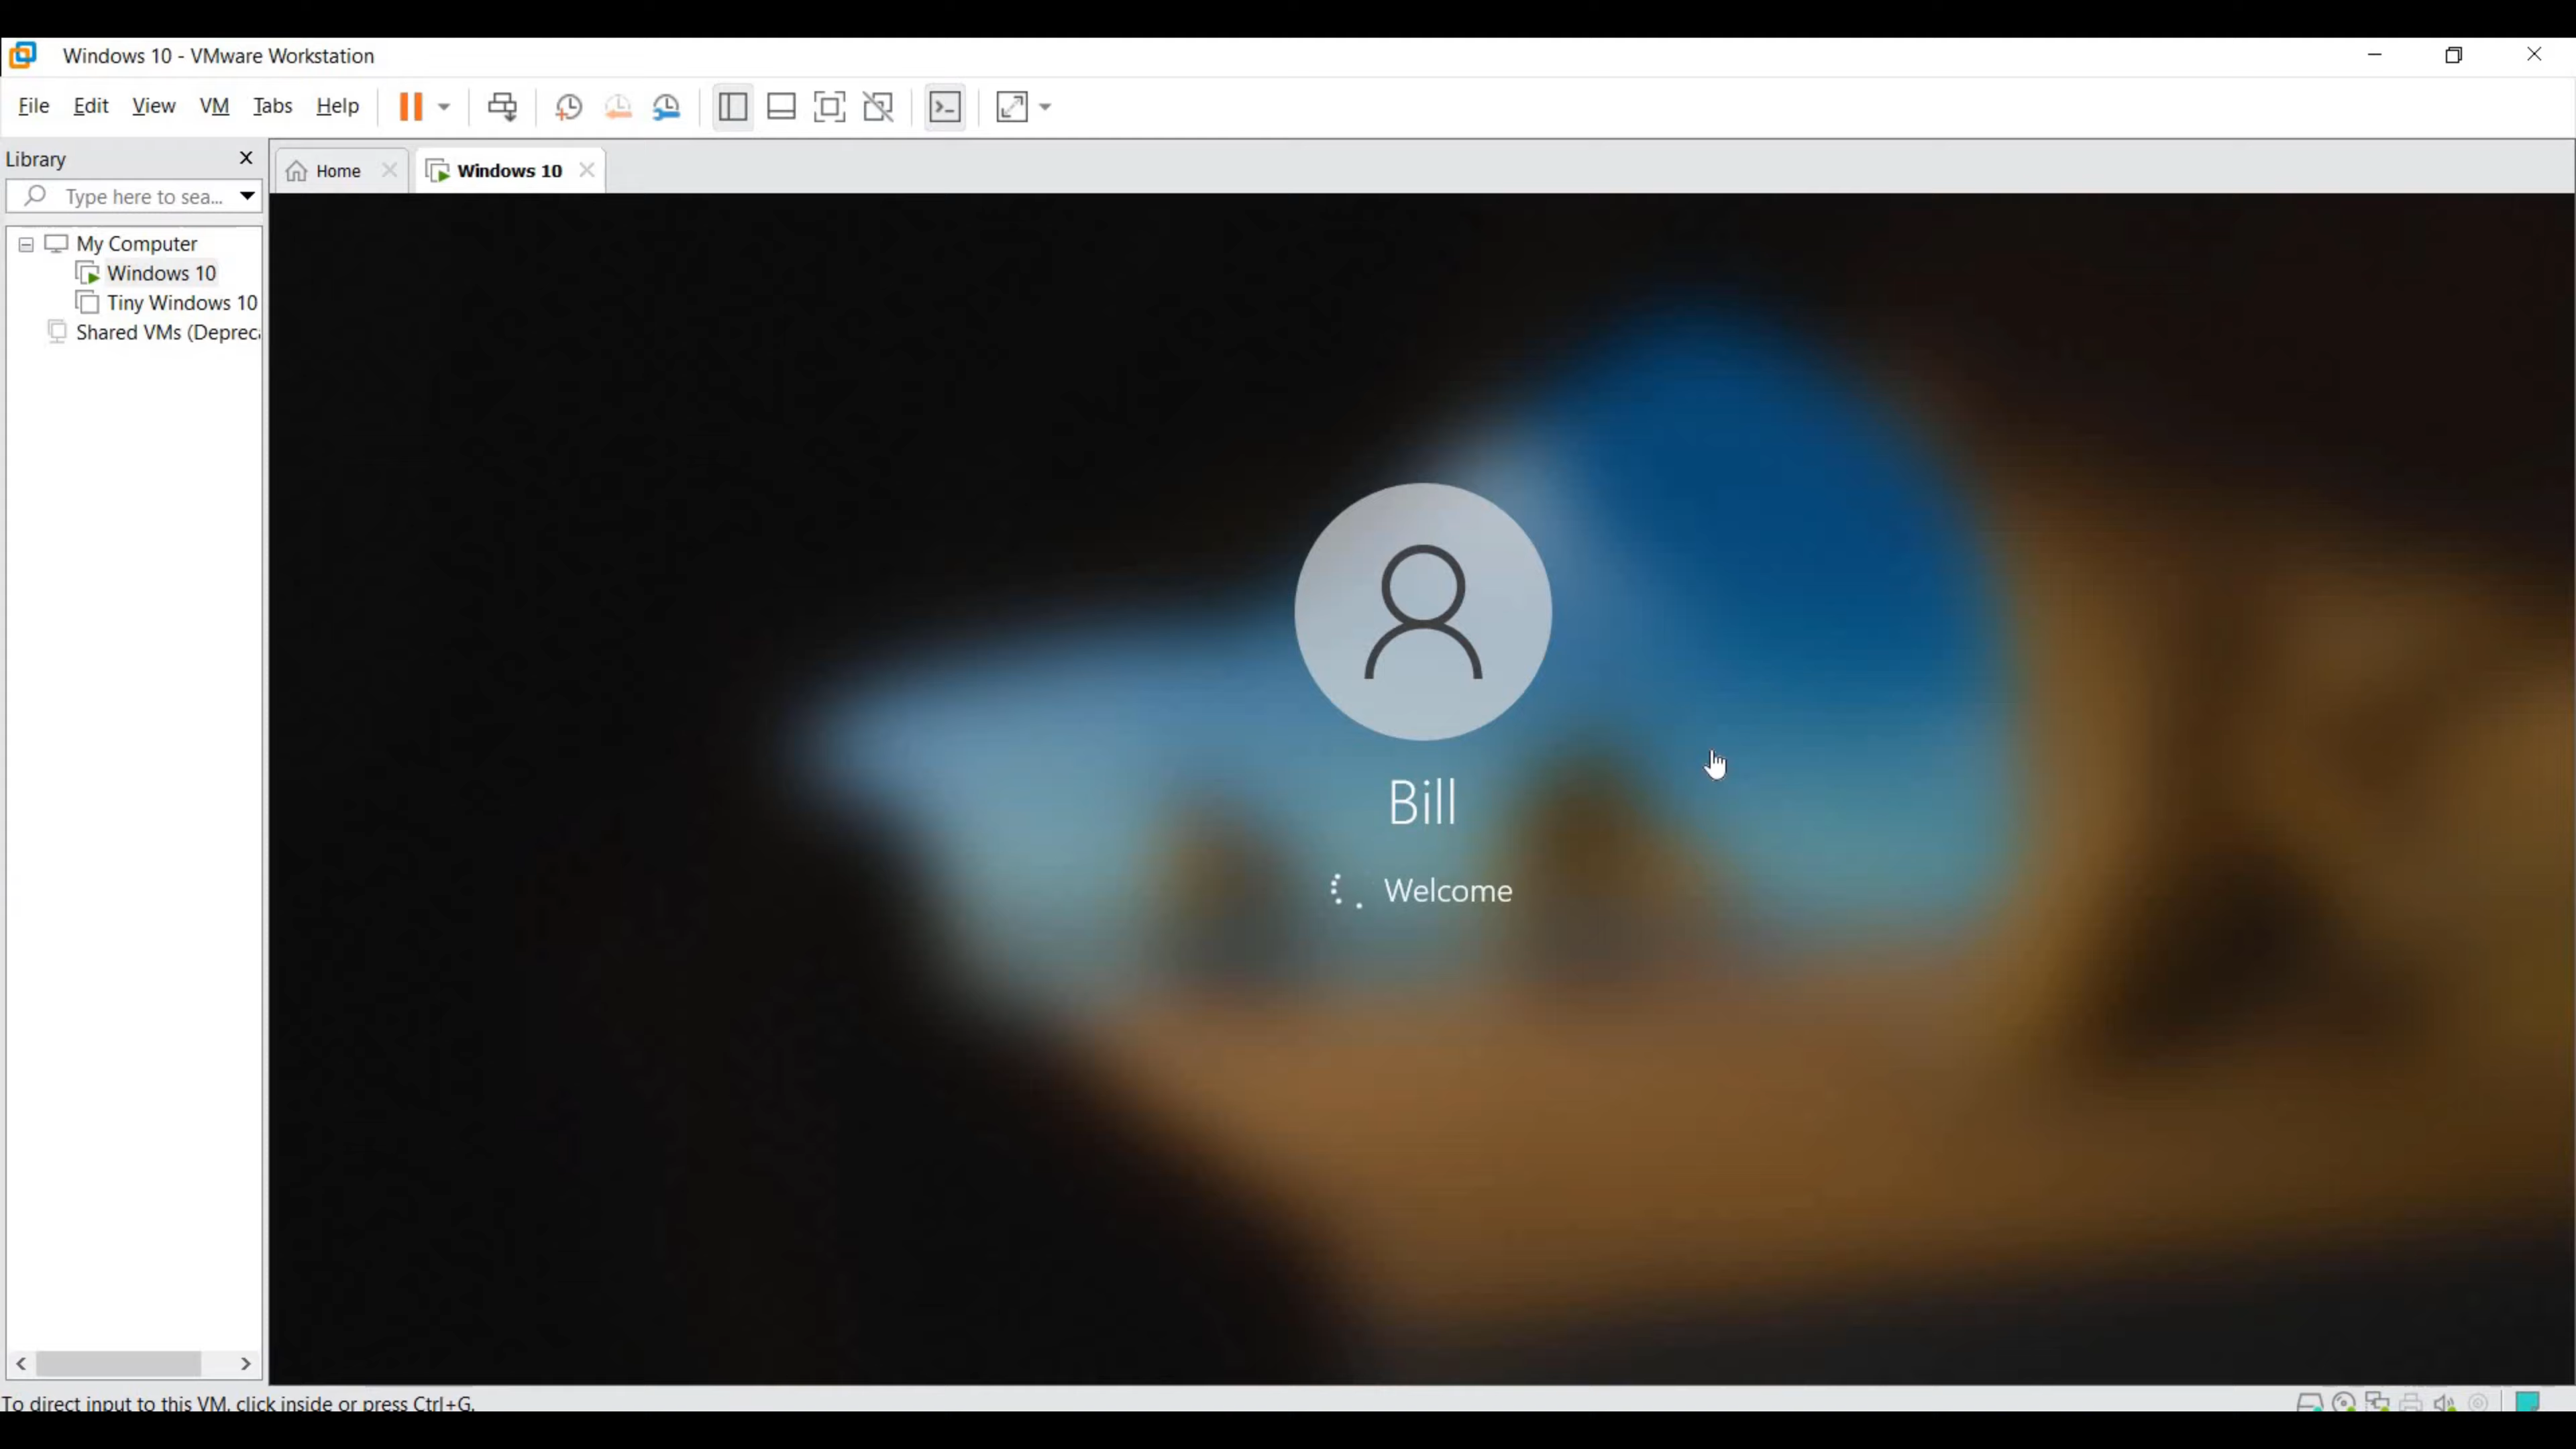 Windows 10 - VMware Workstation
File Edit View VM Tabs Help
Library
Home
Windows 10
Type here to sea...
My Computer
Windows 10
Tiny Windows 10
Shared VMs (Depreca
Bill
Welcome
To direct input to this VM, click inside or press Ctrl+G.